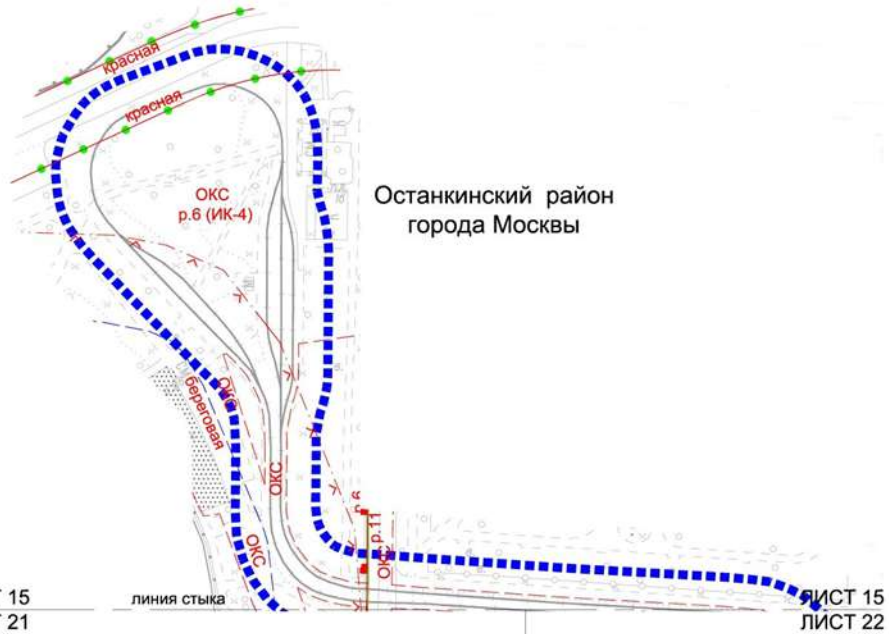 красная
красная
ОКС
р.6 (ИК-4)
Останкинский район
города Москвы
ОКС
береговая
ОКС
р.6
ОКС р.11
ОКС
15
линия стыка
ЛИСТ 15
21
ЛИСТ 22